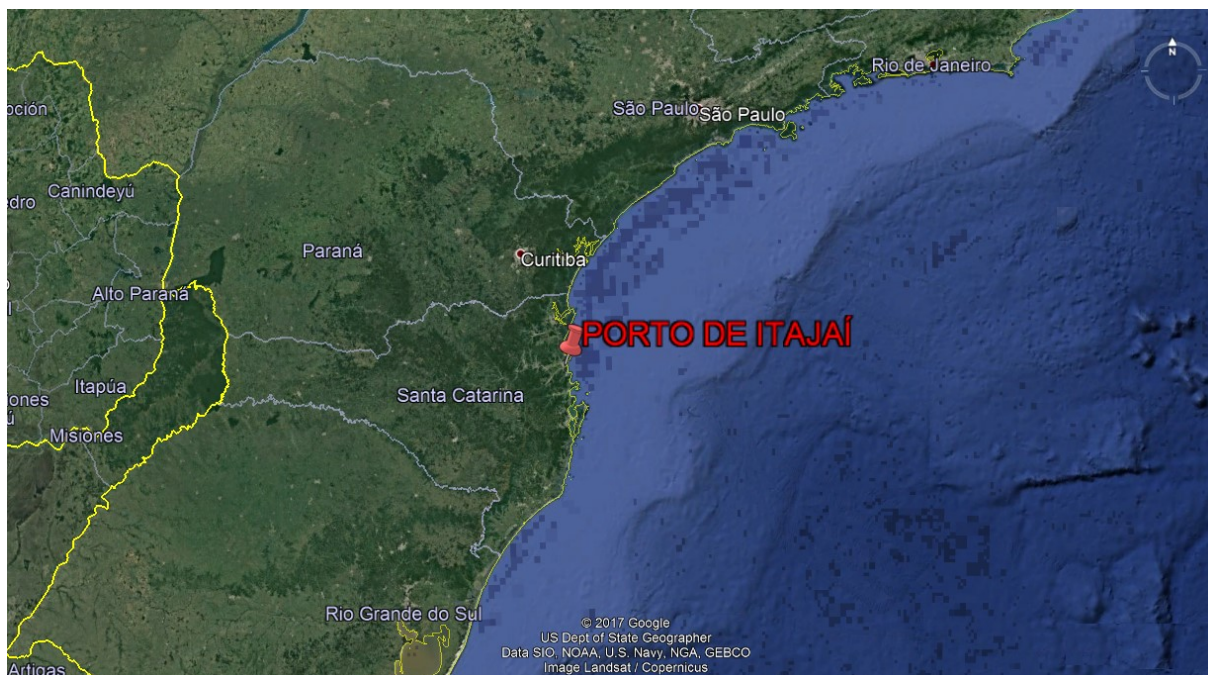 N
Rio de Janeiro
São Paulo
São Paulo
pción
Canindeyú
edro
Paraná
Curitiba
Alto Paraná
PORTO DE ITAJAÍ
Itapúa
Santa Catarina
iones
ú
Misiones
Rio Grande do Sul
© 2017 Google
US Dept of State Geographer
Data SIO, NOAA, U.S. Navy, NGA, GEBCO
Image Landsat / Copernicus
Artigas